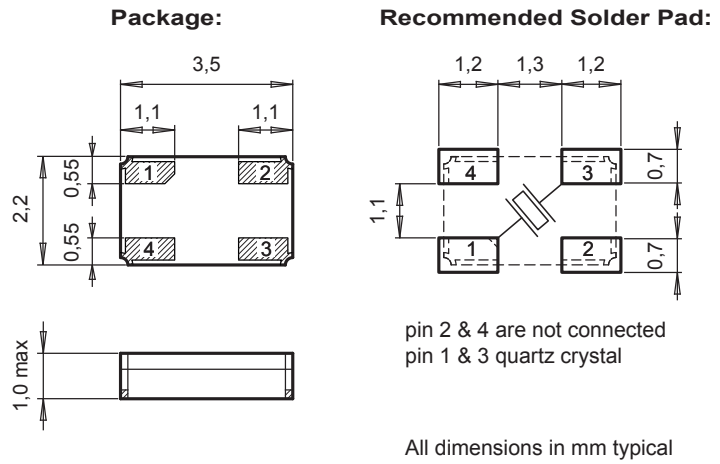 Package:
Recommended Solder Pad:
3,5
1,1 1,1
0,55
2,2
0,55
1 2
4 3
1,0 max
1,2 1,3 1,2
4 3
0,7
1,1
1 2
0,7
pin 2 & 4 are not connected
pin 1 & 3 quartz crystal
All dimensions in mm typical